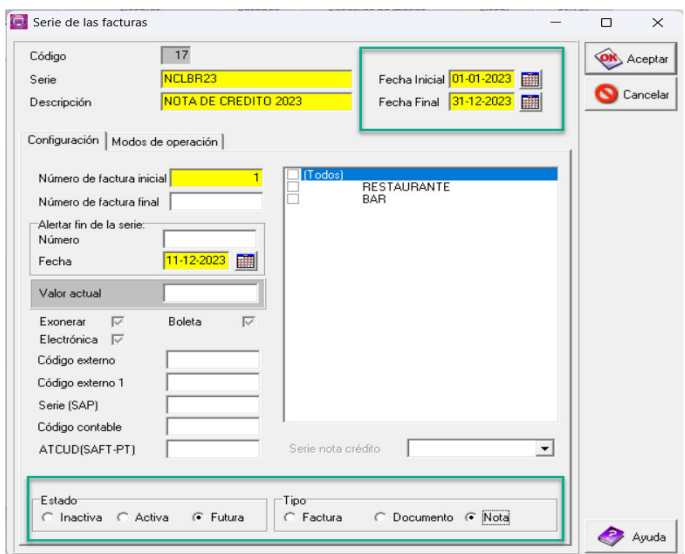 Serie de las facturas
Código 17
Serie NCLBR23
Descripción NOTA DE CREDITO 2023
Fecha Inicial 01-01-2023
Fecha Final 31-12-2023
OK Aceptar
Cancelar
Configuración Modos de operación
Número de factura inicial 1
Número de factura final
Alertar fin de la serie:
Número
Fecha 11-12-2023
Valor actual
Exonerar Boleta
Electrónica
Código externo
Código externo 1
Serie (SAP)
Código contable
ATCUD(SAFT-PT)
(Todos)
RESTAURANTE
BAR
Serie nota crédito
Estado
Inactiva Activa Futura
Tipo
Factura Documento Nota
Ayuda